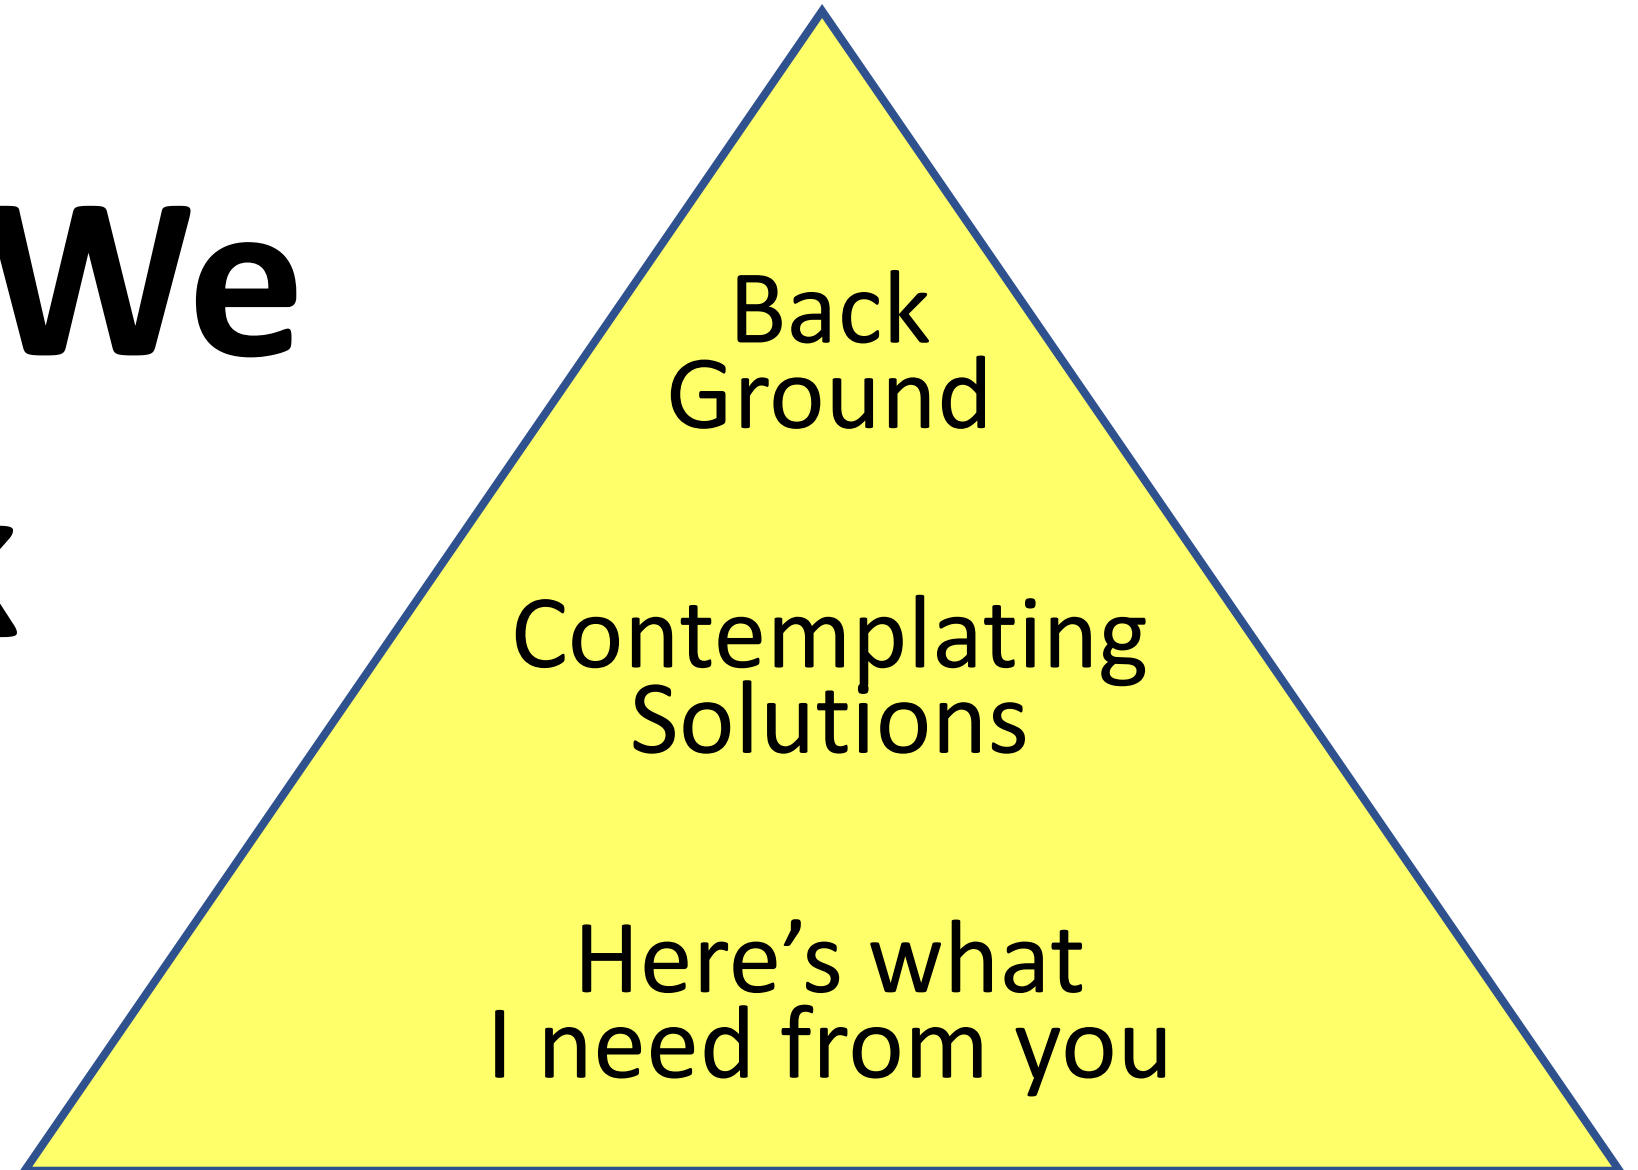 We
Back
Ground
Contemplating
Solutions
Here’s what
I need from you